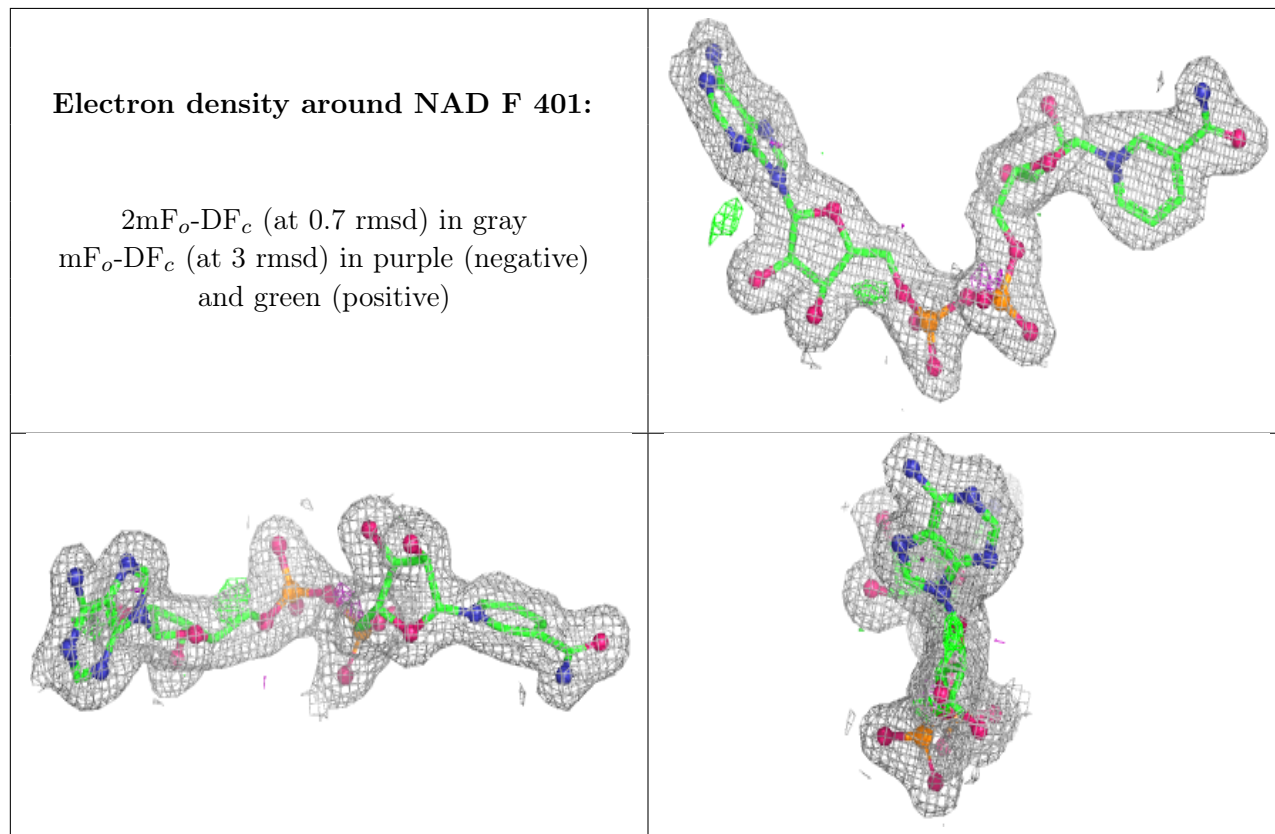 Electron density around NAD F 401:
2mFo-DFc (at 0.7 rmsd) in gray
mFo-DFc (at 3 rmsd) in purple (negative)
and green (positive)